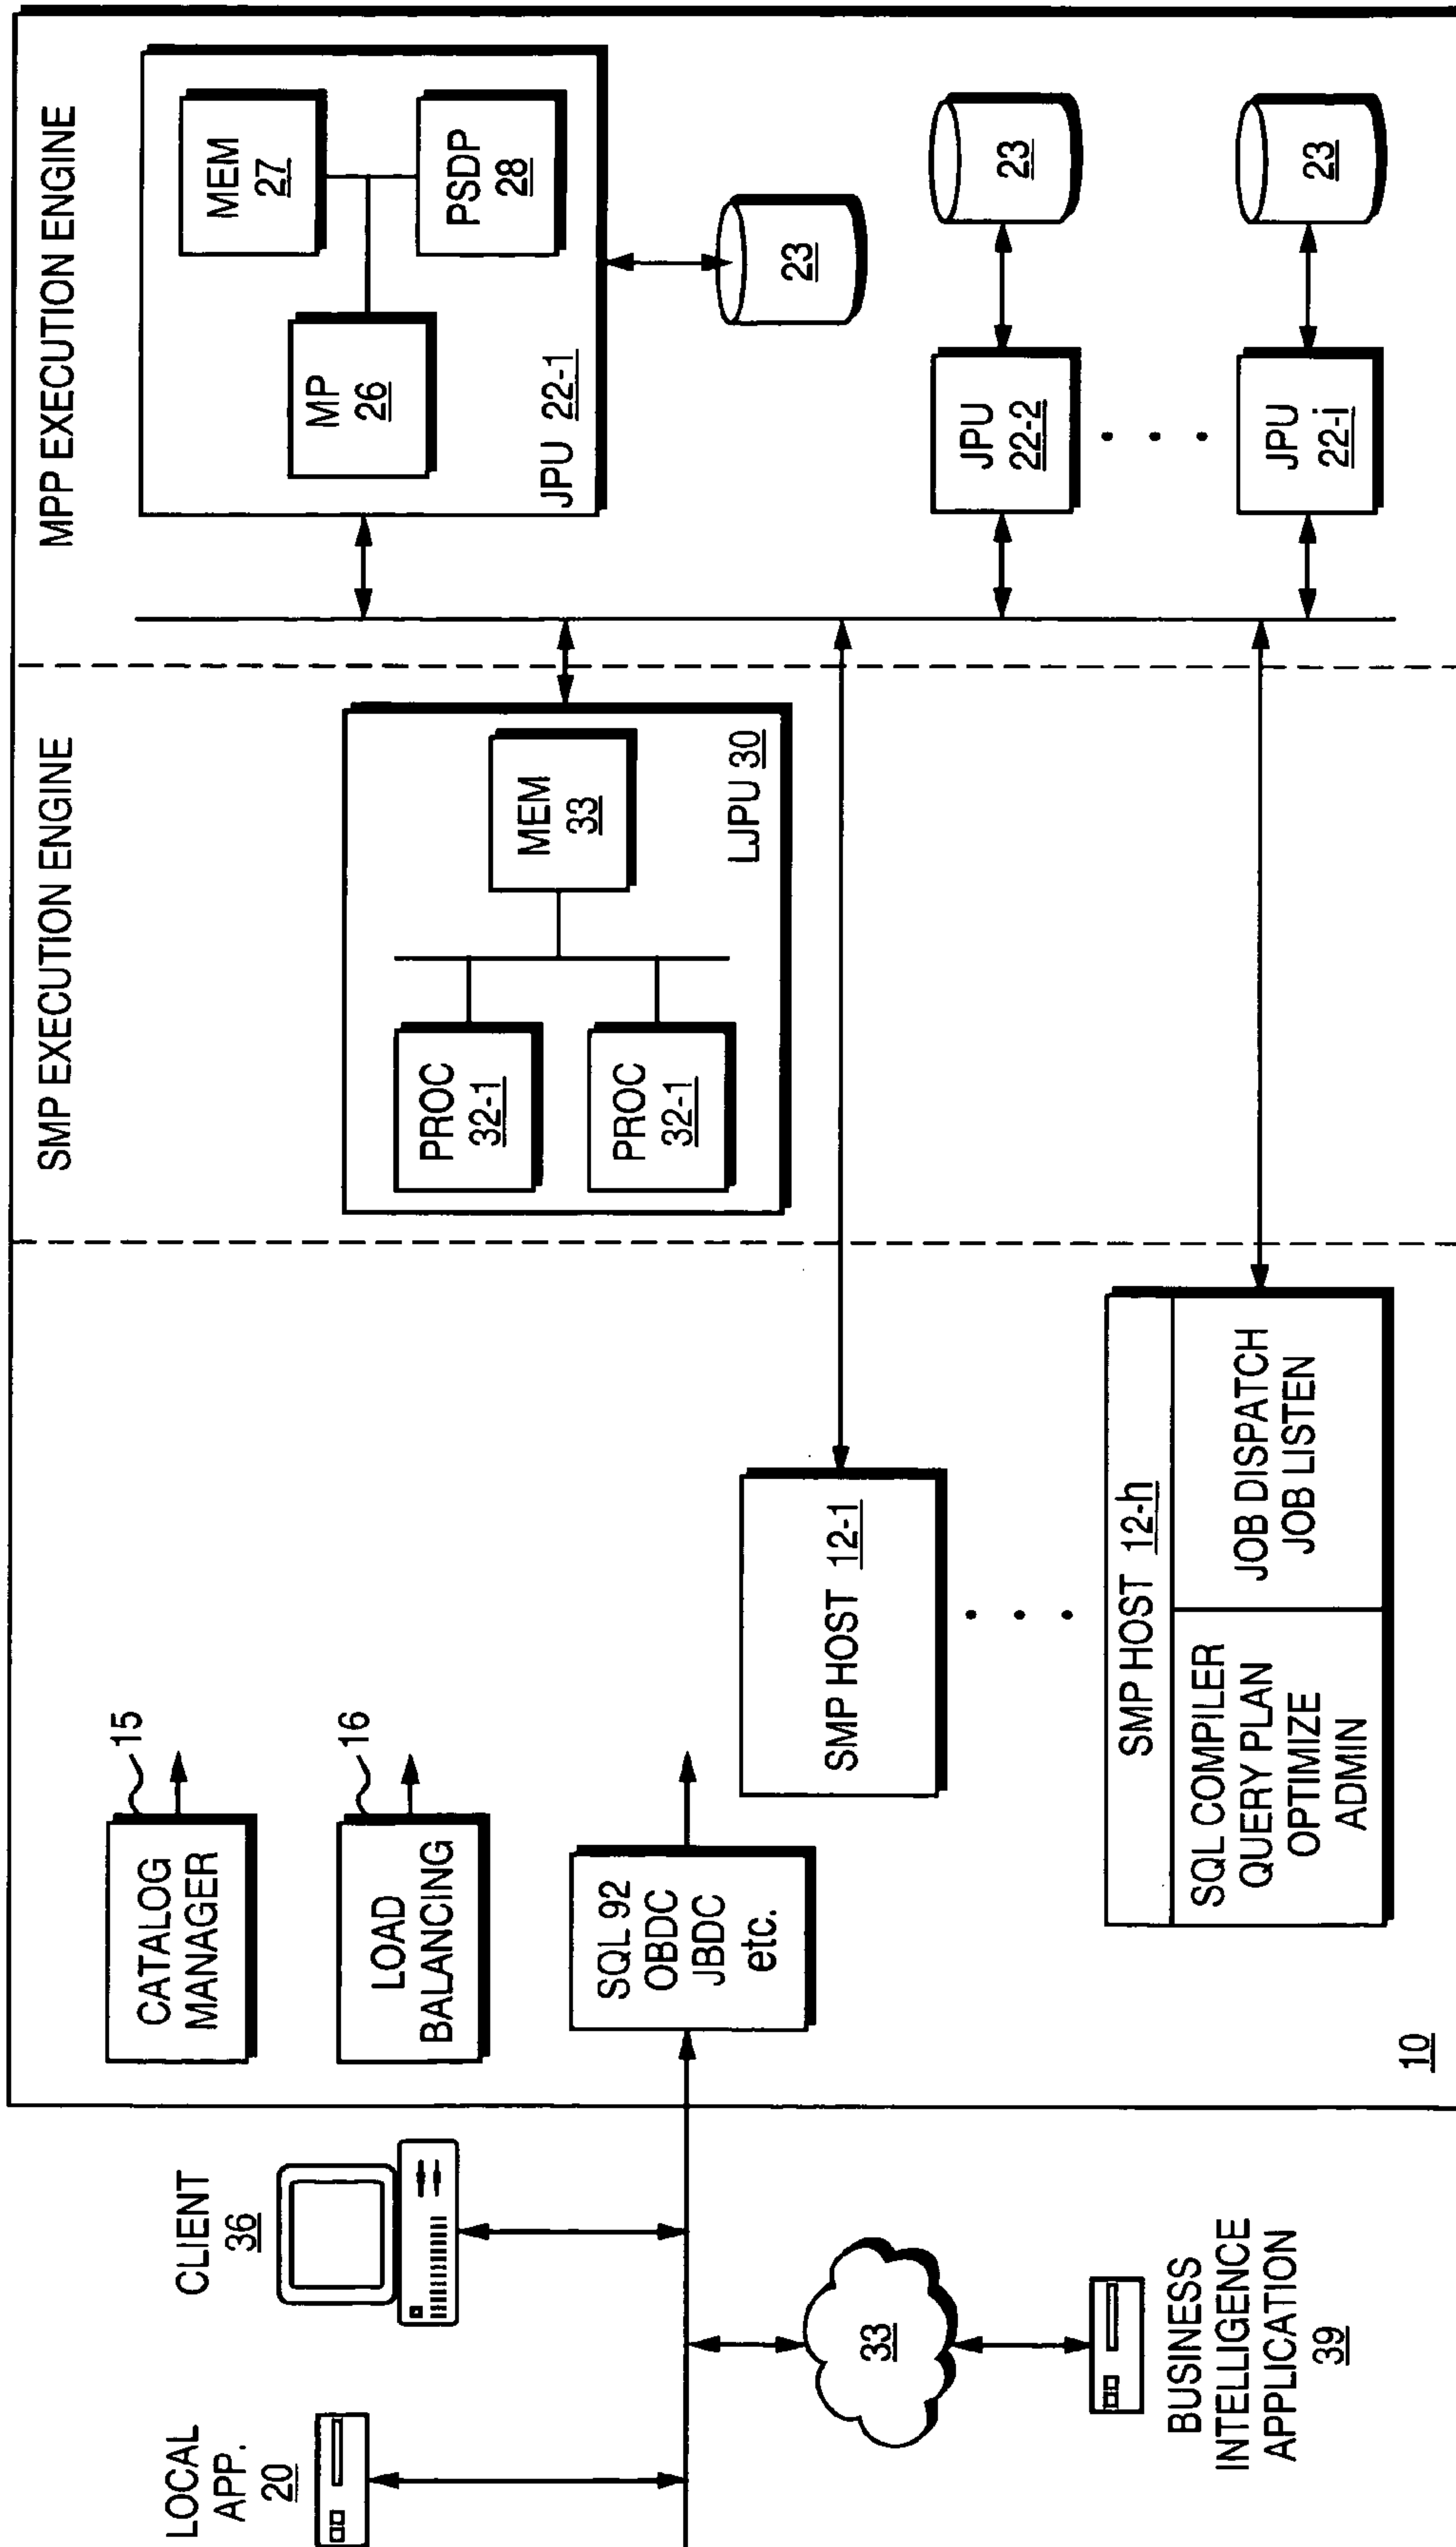 LOCAL
APP.
20
CLIENT
36
33
BUSINESS
INTELLIGENCE
APPLICATION
39
10
CATALOG
MANAGER
15
LOAD
BALANCING
16
SQL 92
OBDC
JBDC
etc.
SMP HOST 12-1
SMP HOST 12-h
SQL COMPILER
QUERY PLAN
OPTIMIZE
ADMIN
JOB DISPATCH
JOB LISTEN
SMP EXECUTION ENGINE
PROC
32-1
PROC
32-1
MEM
33
LJPU 30
MPP EXECUTION ENGINE
MP
26
MEM
27
PSDP
28
JPU 22-1
23
JPU
22-2
23
JPU
22-i
23